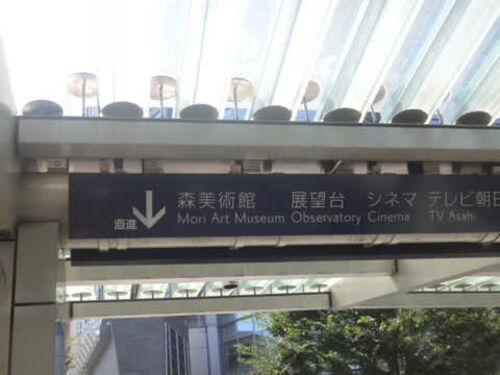 直進 森美術館 展望台 シネマ テレビ朝日
Mori Art Museum Observatory Cinema TV Asahi